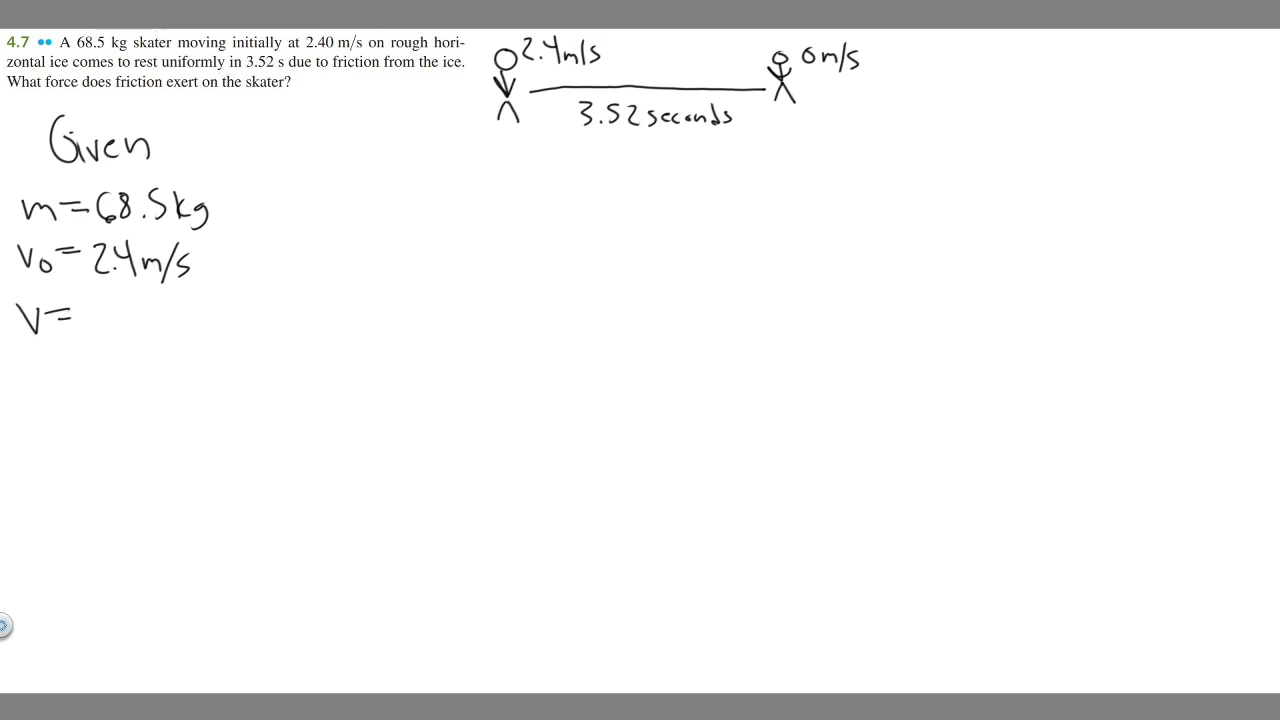 4.7 •• A 68.5 kg skater moving initially at 2.40 m/s on rough hori-
zontal ice comes to rest uniformly in 3.52 s due to friction from the ice.
What force does friction exert on the skater?
2.4m/s
0m/s
3.52 seconds
Given
m=68.5kg
v₀=2.4m/s
v=